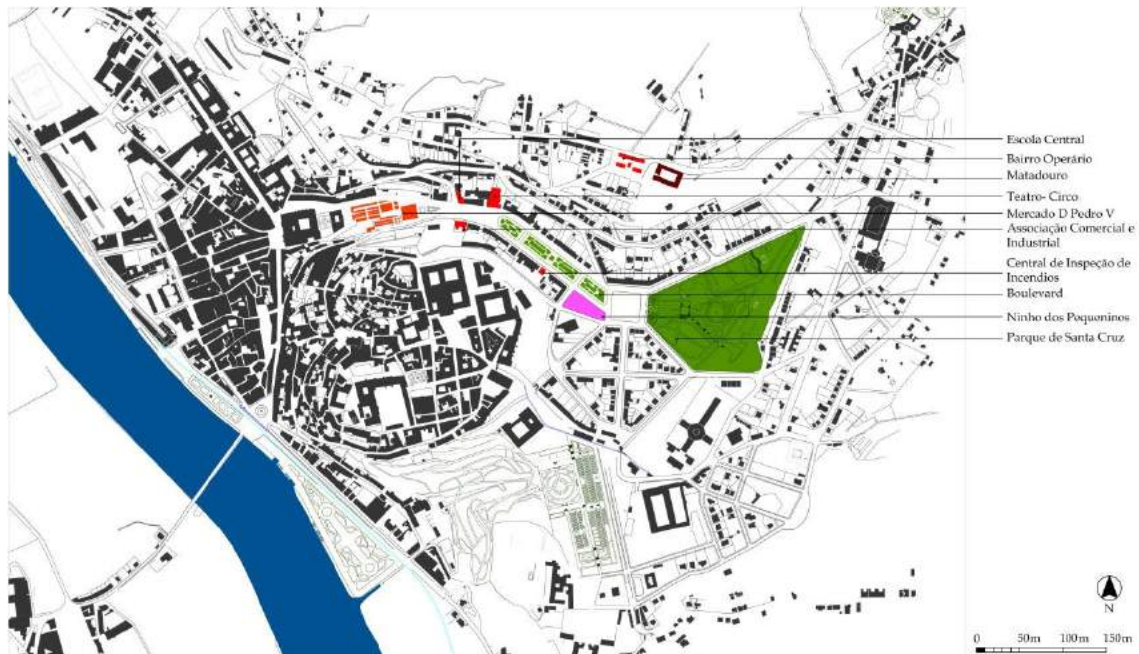 Escola Central
Bairro Operário
Matadouro
Teatro- Circo
Mercado D Pedro V
Associação Comercial e
Industrial
Central de Inspeção de
Incendios
Boulevard
Ninho dos Pequeninos
Parque de Santa Cruz
N
0 50m 100m 150m